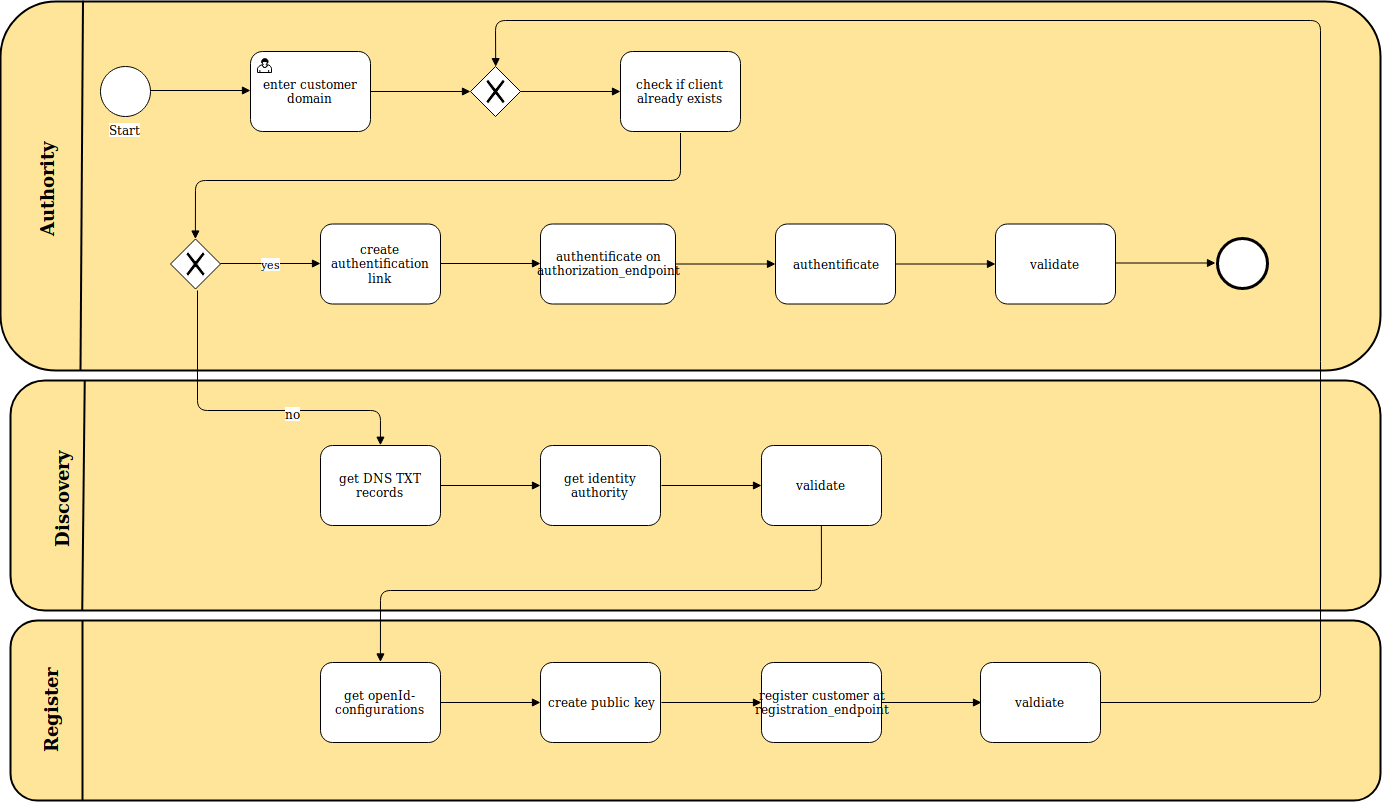 Authority
Start
enter customer
domain
check if client
already exists
yes
create
authentification
link
authentificate on
authorization_endpoint
authentificate
validate
no
Discovery
get DNS TXT
records
get identity
authority
validate
Register
get openId-
configurations
create public key
register customer at
registration_endpoint
valdiate